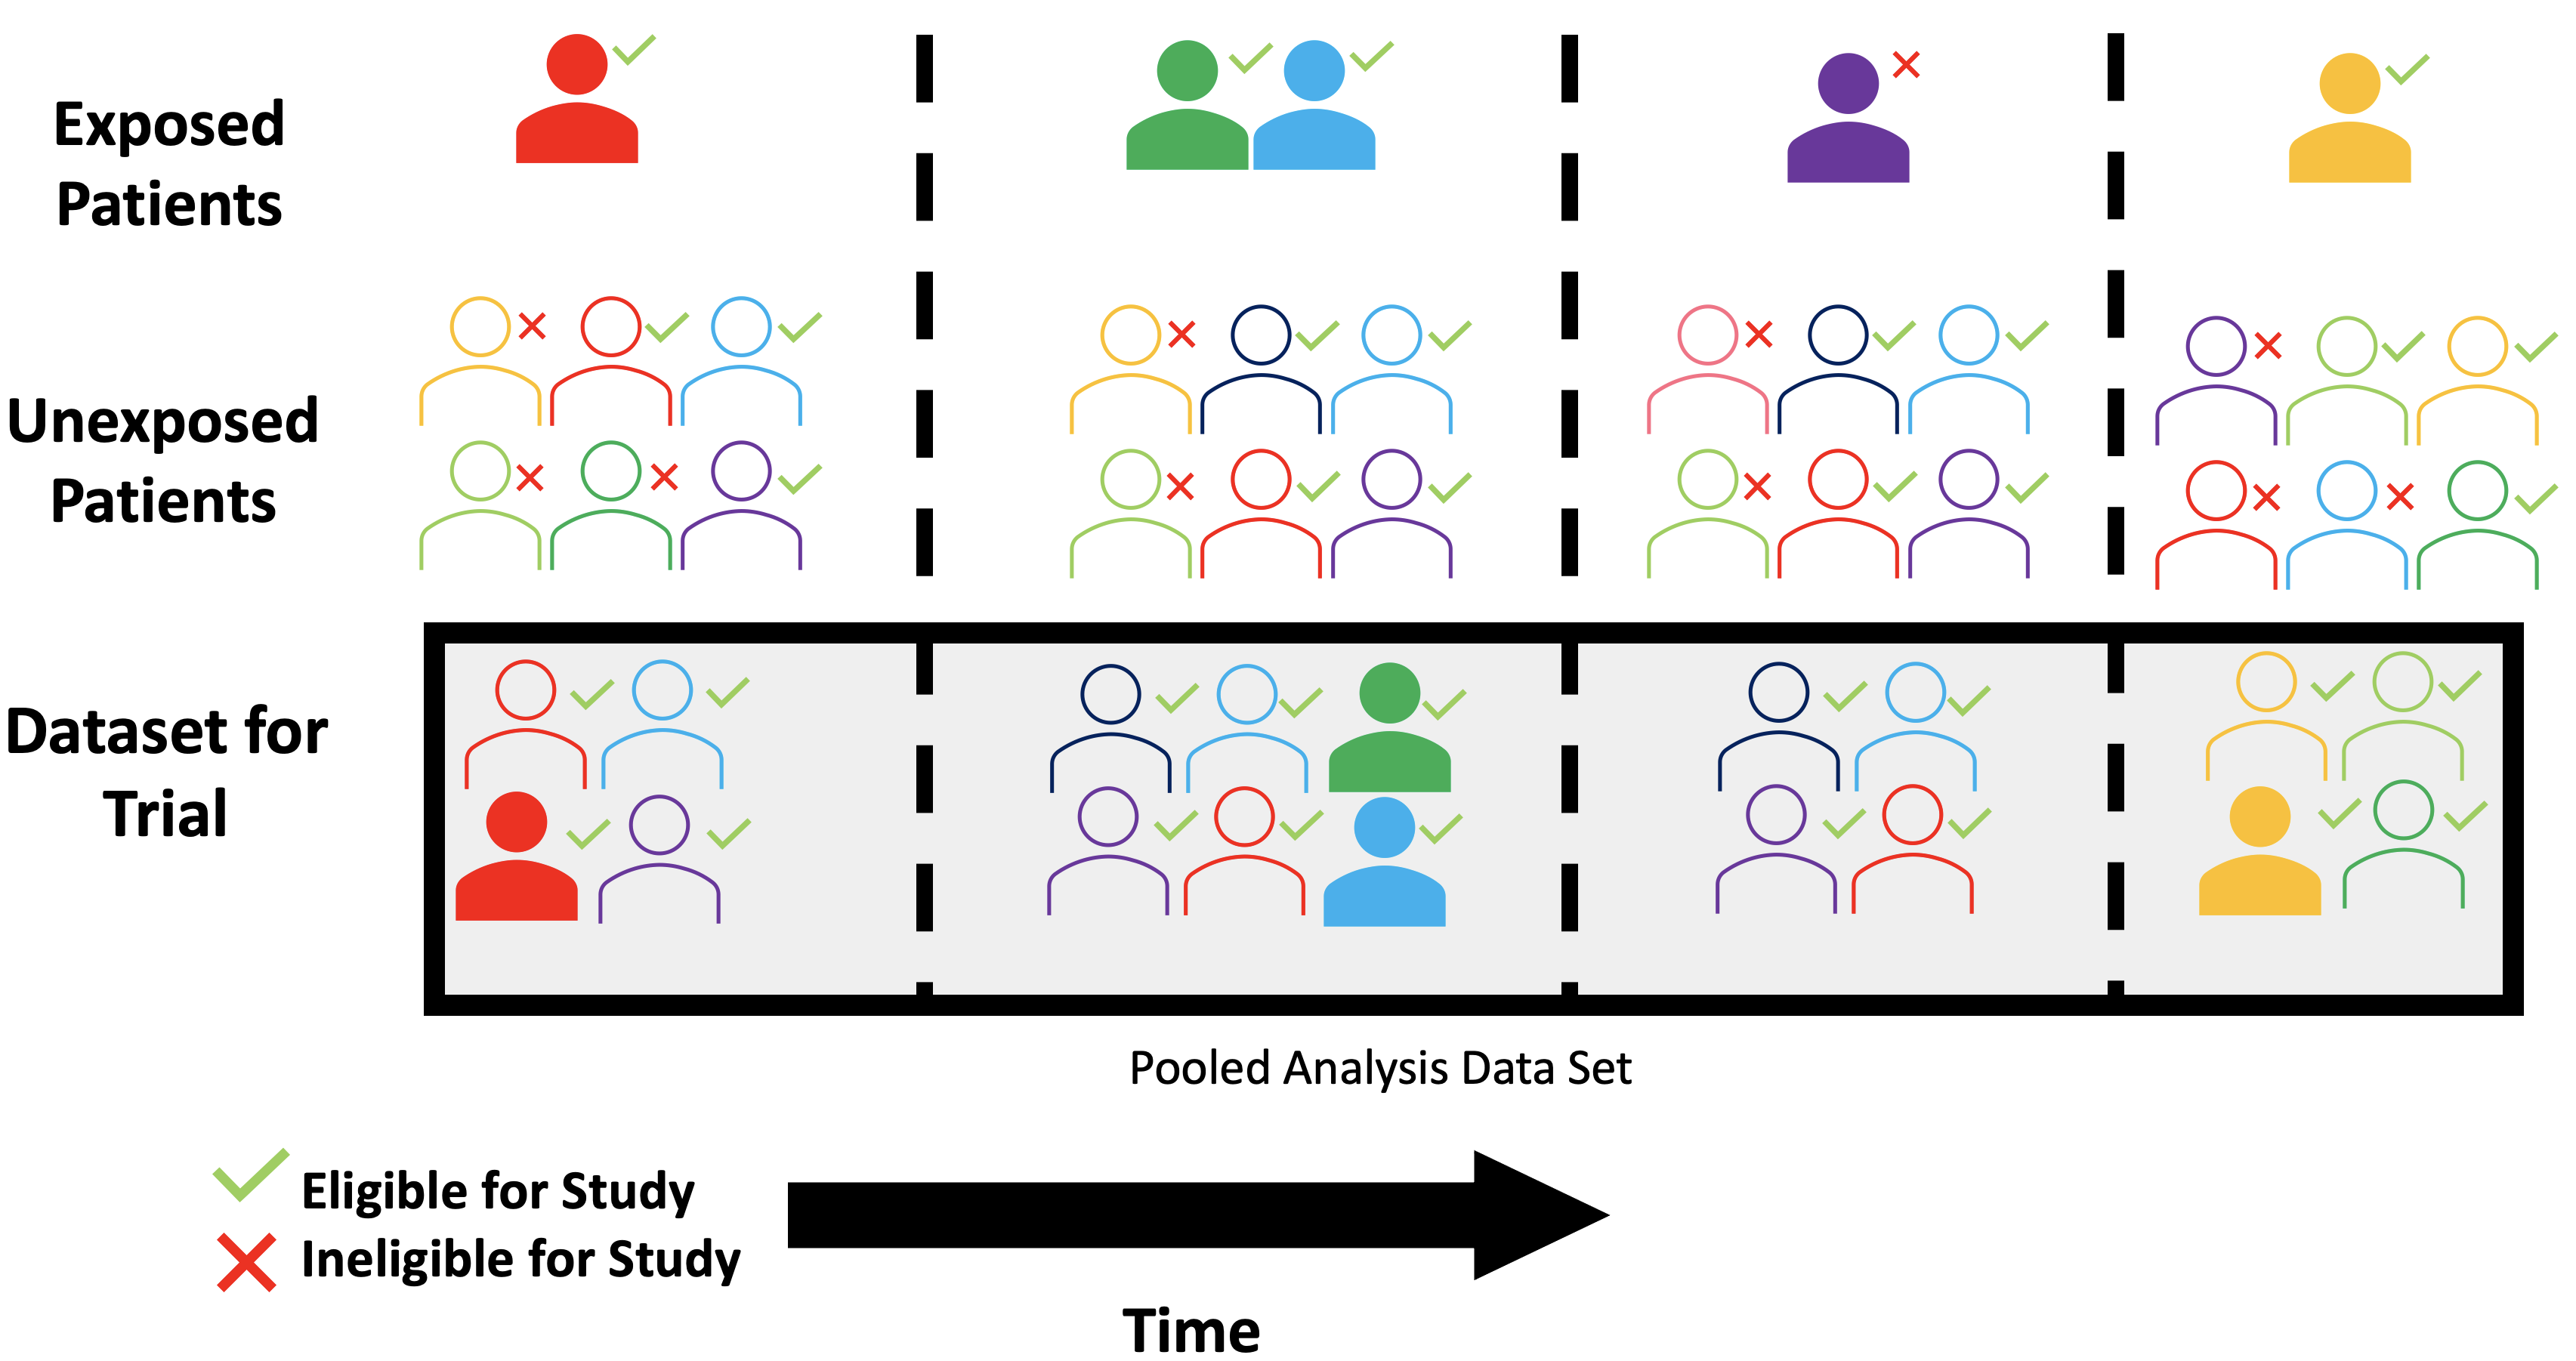 Exposed
Patients
Unexposed
Patients
Dataset for
Trial
Pooled Analysis Data Set
Eligible for Study
Ineligible for Study
Time